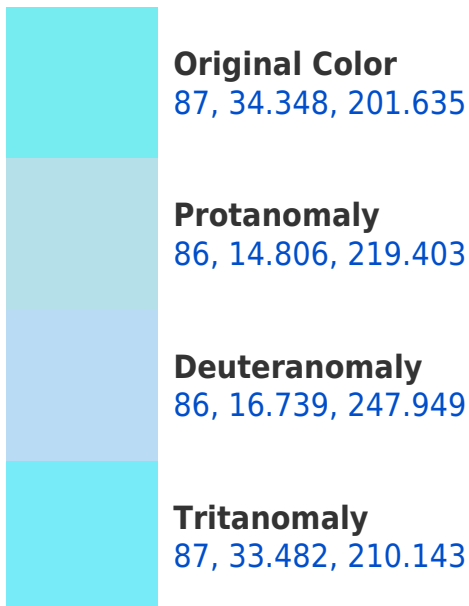 Original Color
87, 34.348, 201.635
Protanomaly
86, 14.806, 219.403
Deuteranomaly
86, 16.739, 247.949
Tritanomaly
87, 33.482, 210.143